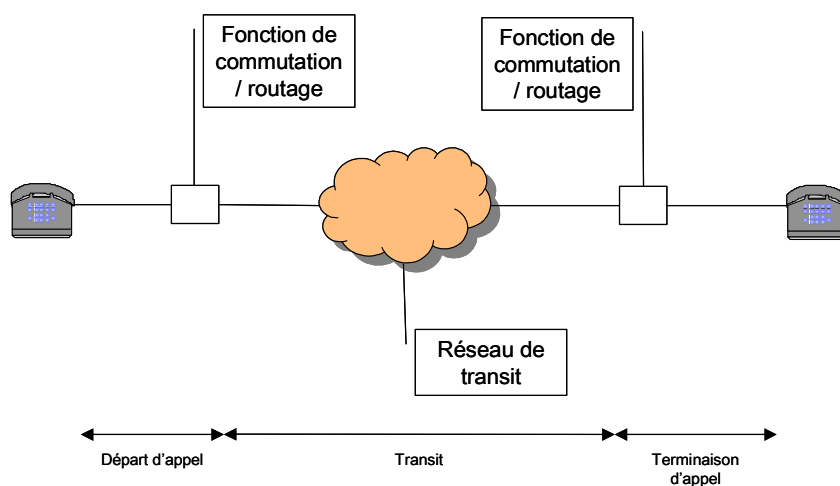 Fonction de
commutation
/ routage
Fonction de
commutation
/ routage
Réseau de
transit
Départ d’appel
Transit
Terminaison
d’appel